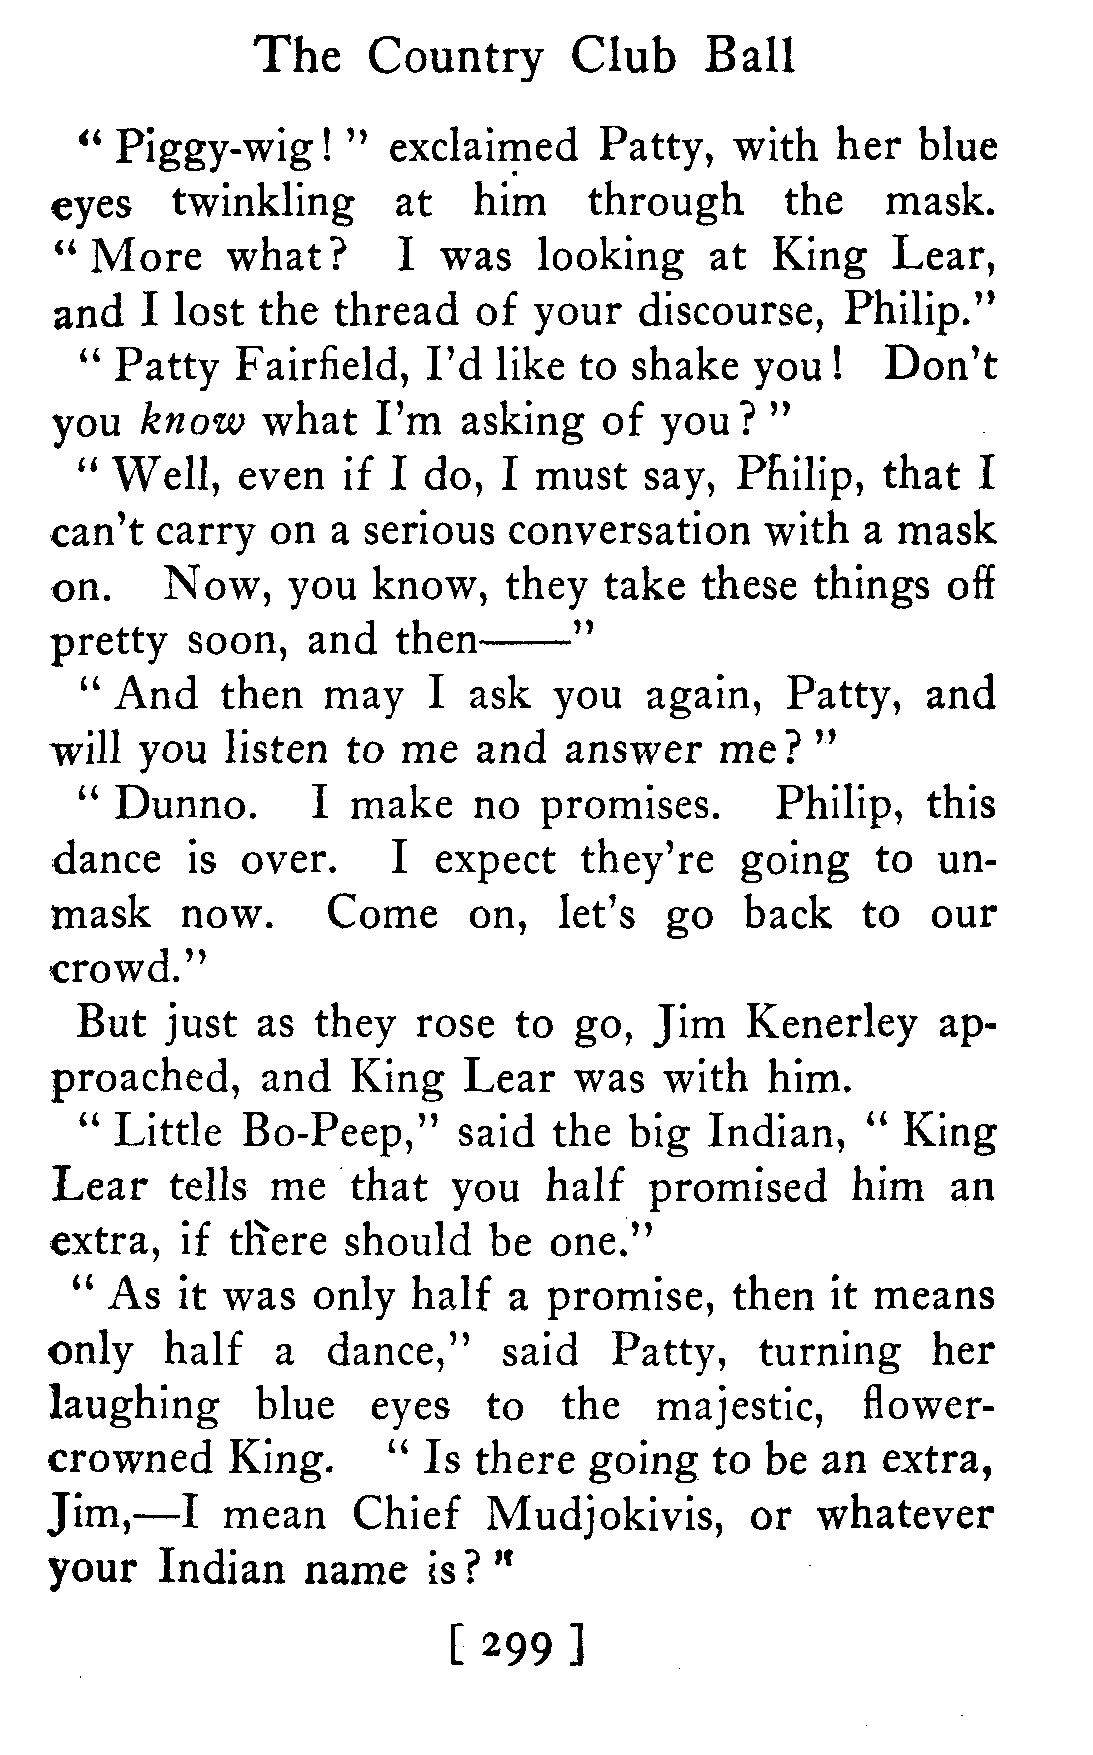 The Country Club Ball
" Piggy-wig! " exclaimed Patty, with her blue
eyes twinkling at him through the mask.
" More what? I was looking at King Lear,
and I lost the thread of your discourse, Philip."
" Patty Fairfield, I'd like to shake you! Don't
you know what I'm asking of you? "
" Well, even if I do, I must say, Philip, that I
can't carry on a serious conversation with a mask
on. Now, you know, they take these things off
pretty soon, and then——"
" And then may I ask you again, Patty, and
will you listen to me and answer me? "
" Dunno. I make no promises. Philip, this
dance is over. I expect they're going to un-
mask now. Come on, let's go back to our
crowd."
But just as they rose to go, Jim Kenerley ap-
proached, and King Lear was with him.
" Little Bo-Peep," said the big Indian, " King
Lear tells me that you half promised him an
extra, if there should be one."
" As it was only half a promise, then it means
only half a dance," said Patty, turning her
laughing blue eyes to the majestic, flower-
crowned King. " Is there going to be an extra,
Jim,—I mean Chief Mudjokivis, or whatever
your Indian name is? "
[ 299 ]